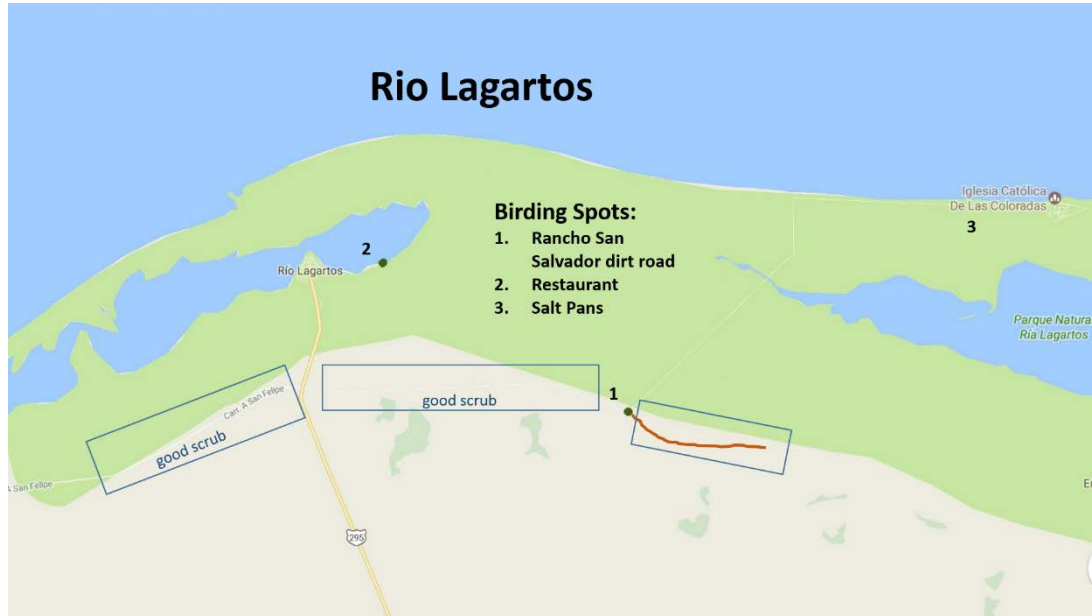 Rio Lagartos
Iglesia Católica
De Las Coloradas
Birding Spots:
1. Rancho San
Salvador dirt road
2. Restaurant
3. Salt Pans
3
2
Río Lagartos
Parque Natura
Ría Lagartos
1
good scrub
Carr. A San Felipe
good scrub
A San Felipe
295